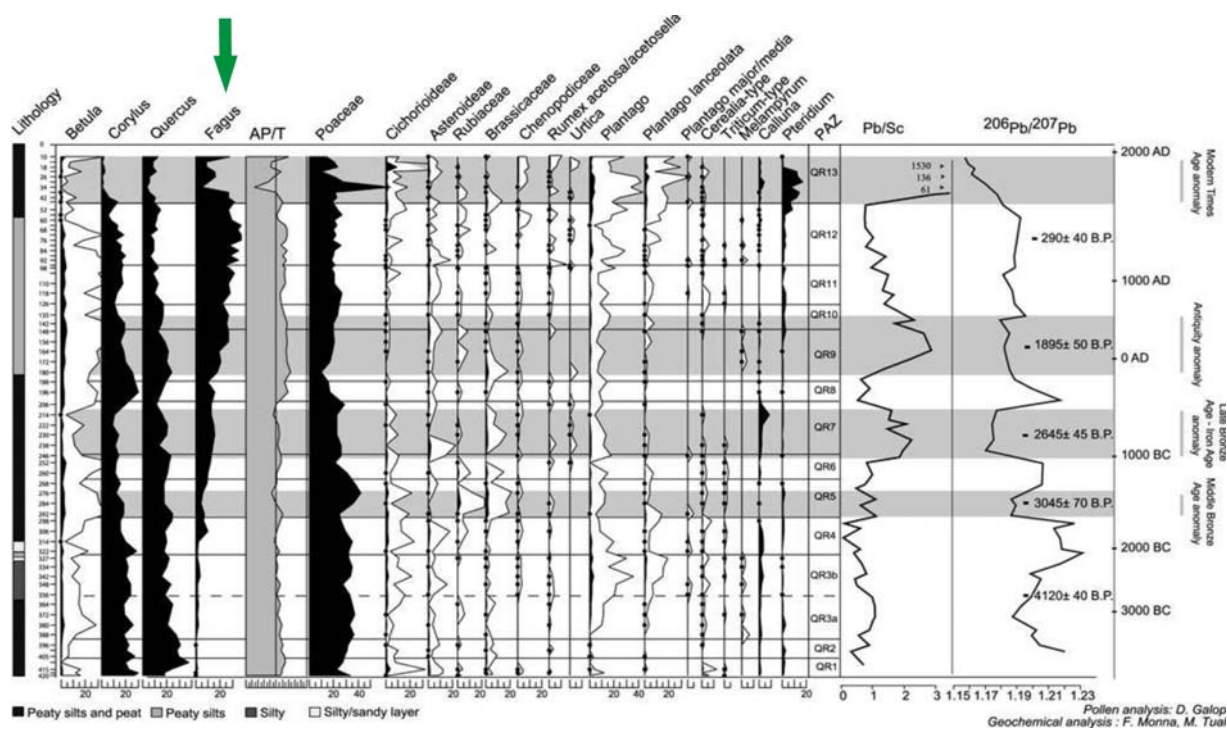 Lithology
Betula
Corylus
Quercus
Fagus
AP/T
Poaceae
Cichorioideae
Asteroideae
Rubiaceae
Brassicaceae
Chenopodiceae
Rumex acetosa/acetosella
Urtica
Plantago
Plantago lanceolata
Plantago major/media
Cerealia-type
Triticum-type
Melampyrum
Calluna
Pteridium
PAZ
Pb/Sc
206Pb/207Pb
QR13
QR12
QR11
QR10
QR9
QR8
QR7
QR6
QR5
QR4
QR3b
QR3a
QR2
QR1
1530
136
61
290± 40 B.P.
1895± 50 B.P.
2645± 45 B.P.
3045± 70 B.P.
4120± 40 B.P.
2000 AD
1000 AD
0 AD
1000 BC
2000 BC
3000 BC
Modern Times
Age anomaly
Antiquity anomaly
Late Bronze
Age - Iron Age
anomaly
Middle Bronze
Age anomaly
20 20 20 20 20 40 20 20 20 20 20 20 40 20 20 20
0 1 2 3 1.15 1.17 1.19 1.21 1.23
Peaty silts and peat Peaty silts Silty Silty/sandy layer
Pollen analysis: D. Galop
Geochemical analysis : F. Monna, M. Tual